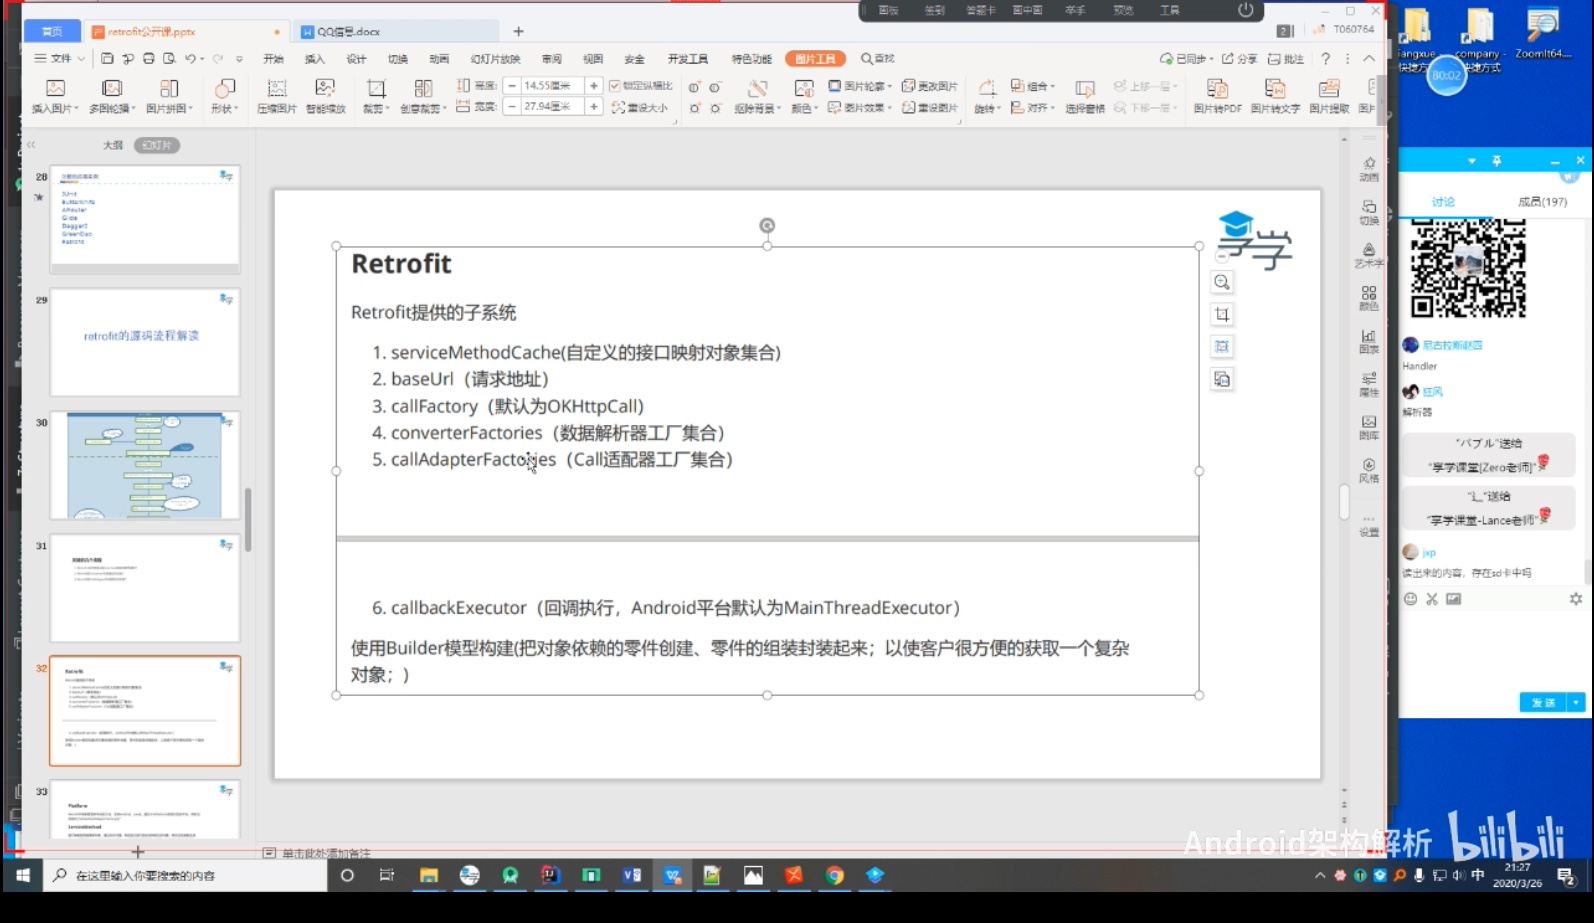 画板 签到 答题卡 画中画 举手 预览 工具
首页 retrofit公开课.pptx QQ信息.docx
2 T060764
文件 开始 插入 设计 切换 动画 幻灯片放映 审阅 视图 安全 开发工具 特色功能 图片工具 查找 已同步 分享 批注
插入图片 多图轮播 图片拼图 形状 压缩图片 智能缩放 裁剪 创意裁剪
高度: 14.55厘米 锁定纵横比
宽度: 27.94厘米 重设大小
抠除背景 颜色 图片轮廓 更改图片
图片效果 重设图片
旋转 组合 对齐 选择窗格 上移一层 下移一层 图片转PDF 图片转文字 图片提取
大纲 幻灯片
28
JUnit
ButterKnife
ARouter
Glide
Dagger2
29
retrofit的源码流程解读
30
31
32
Retrofit
33
Platform
ServiceMethod
Retrofit
Retrofit提供的子系统
1. serviceMethodCache(自定义的接口映射对象集合)
2. baseUrl（请求地址）
3. callFactory（默认为OKHttpCall)
4. converterFactories（数据解析器工厂集合）
5. callAdapterFactories（Call适配器工厂集合）
6. callbackExecutor（回调执行，Android平台默认为MainThreadExecutor）
使用Builder模型构建(把对象依赖的零件创建、零件的组装封装起来；以使客户很方便的获取一个复杂
对象；)
享学
动画
切换
艺术字
颜色
图表
属性
图库
风格
设置
单击此处添加备注
iangxue
快捷方式
company -
快捷方式
ZoomIt64....
80:02
讨论 成员(197)
尼古拉斯赵四
Handler
狂风
解析器
"バブル"送给
"享学课堂[Zero老师]"
"辶"送给
"享学课堂-Lance老师"
jxp
读出来的内容，存在sd卡中吗
发送
Android架构解析 bilibili
在这里输入你要搜索的内容
中
21:27
2020/3/26
2